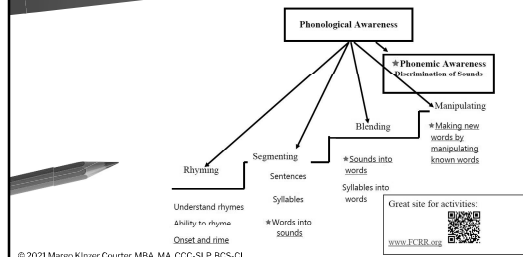 Phonological Awareness
★Phonemic Awareness
Discrimination of Sounds
Manipulating
★Making new
words by
manipulating
known words
Blending
★Sounds into
words
Syllables into
words
Segmenting
Sentences
Syllables
★Words into
sounds
Rhyming
Understand rhymes
Ability to rhyme
Onset and rime
Great site for activities:
www.FCRR.org
© 2021 Margo Kinzer Courter, MBA, MA, CCC-SLP, BCS-CL